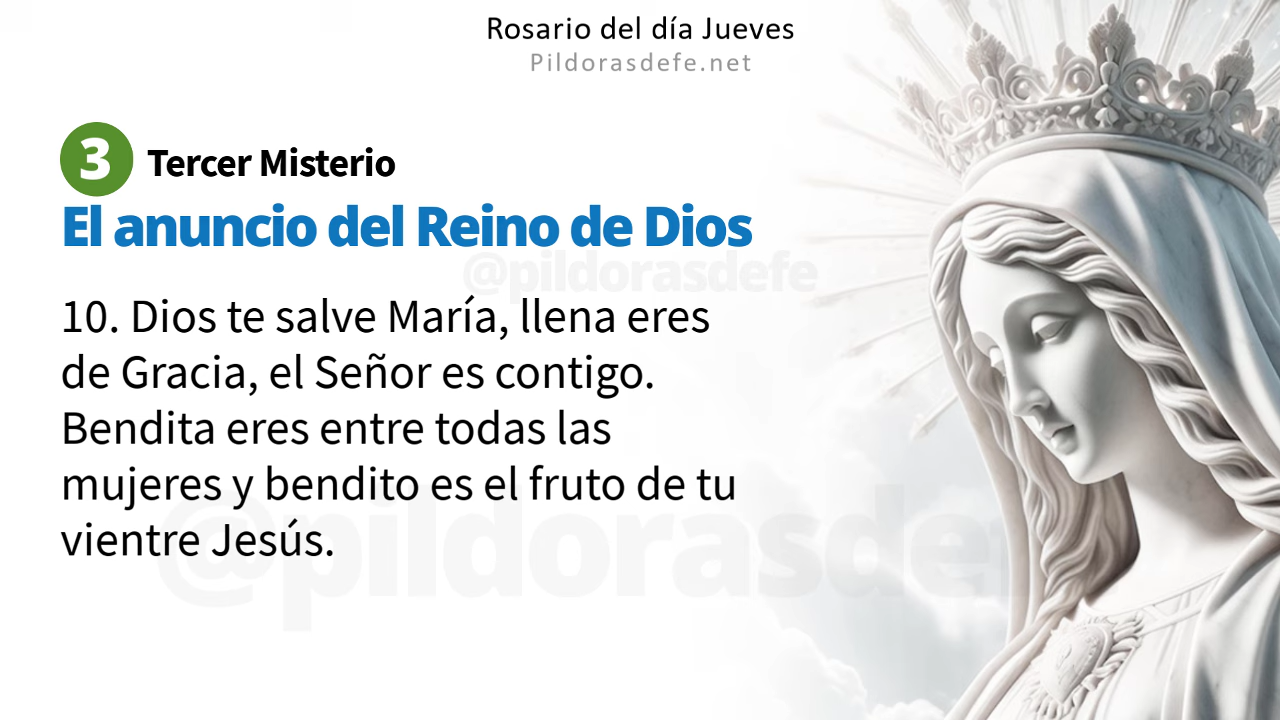 Rosario del día Jueves
Pildorasdefe.net
3 Tercer Misterio
El anuncio del Reino de Dios
@pildorasdefe
10. Dios te salve María, llena eres
de Gracia, el Señor es contigo.
Bendita eres entre todas las
mujeres y bendito es el fruto de tu
vientre Jesús.
@pildorasdef